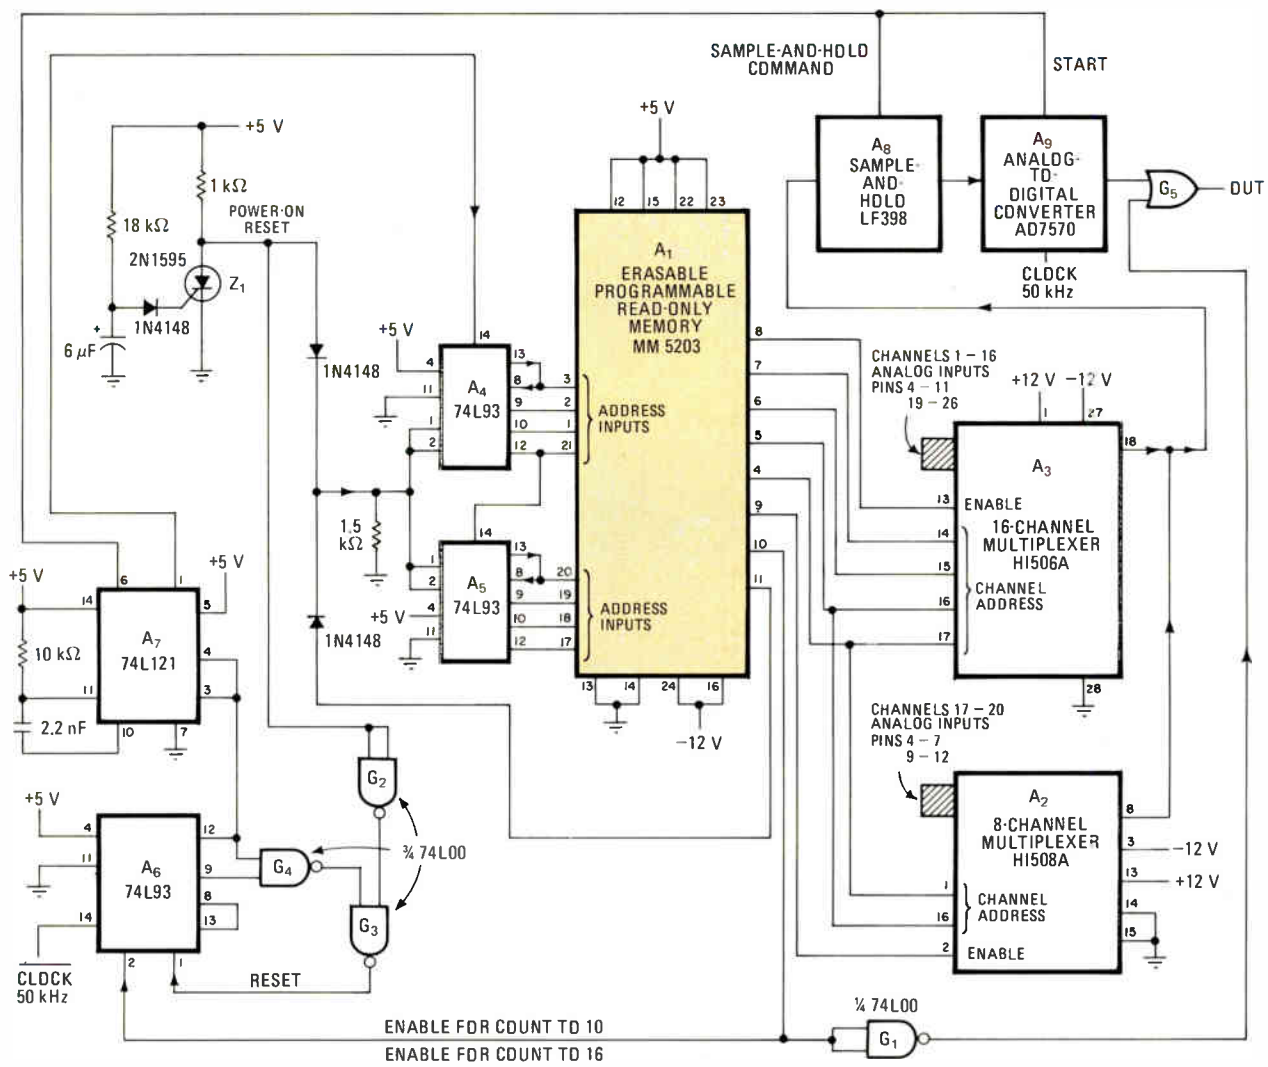 SAMPLE-AND-HOLD
COMMAND
START
+5 V
+5 V
1 kΩ
POWER-ON
RESET
18 kΩ
2N1595
Z1
1N4148
+
6 µF
1N4148
1N4148
1.5
kΩ
+5 V
14
4
13
8
11
A4
74L93
9
10
12
1
2
3
2
1
21
ADDRESS
INPUTS
14
1
2
+5 V
4
11
A5
74L93
13
8
9
10
12
20
19
18
17
ADDRESS
INPUTS
12
15
22
23
A1
ERASABLE
PROGRAMMABLE
READ-ONLY
MEMORY
MM 5203
8
7
6
5
4
9
10
11
13
14
24
16
-12 V
A8
SAMPLE-
AND-
HOLD
LF398
A9
ANALOG-
TO-
DIGITAL
CONVERTER
AD7570
CLOCK
50 kHz
G5
OUT
CHANNELS 1 – 16
ANALOG INPUTS
PINS 4 – 11
19 – 26
+12 V
-12 V
1
27
18
A3
16-CHANNEL
MULTIPLEXER
HI506A
13
ENABLE
14
15
16
17
CHANNEL
ADDRESS
28
CHANNELS 17 – 20
ANALOG INPUTS
PINS 4 – 7
9 – 12
A2
8-CHANNEL
MULTIPLEXER
HI508A
8
3
-12 V
13
+12 V
14
15
1
16
CHANNEL
ADDRESS
2
ENABLE
+5 V
14
6
1
+5 V
5
A7
74L121
4
3
10 kΩ
11
2.2 nF
10
7
+5 V
4
12
11
A6
74L93
9
8
13
14
2
1
CLOCK
50 kHz
G4
G2
¾ 74L00
G3
RESET
ENABLE FOR COUNT TO 10
ENABLE FOR COUNT TO 16
¼ 74L00
G1